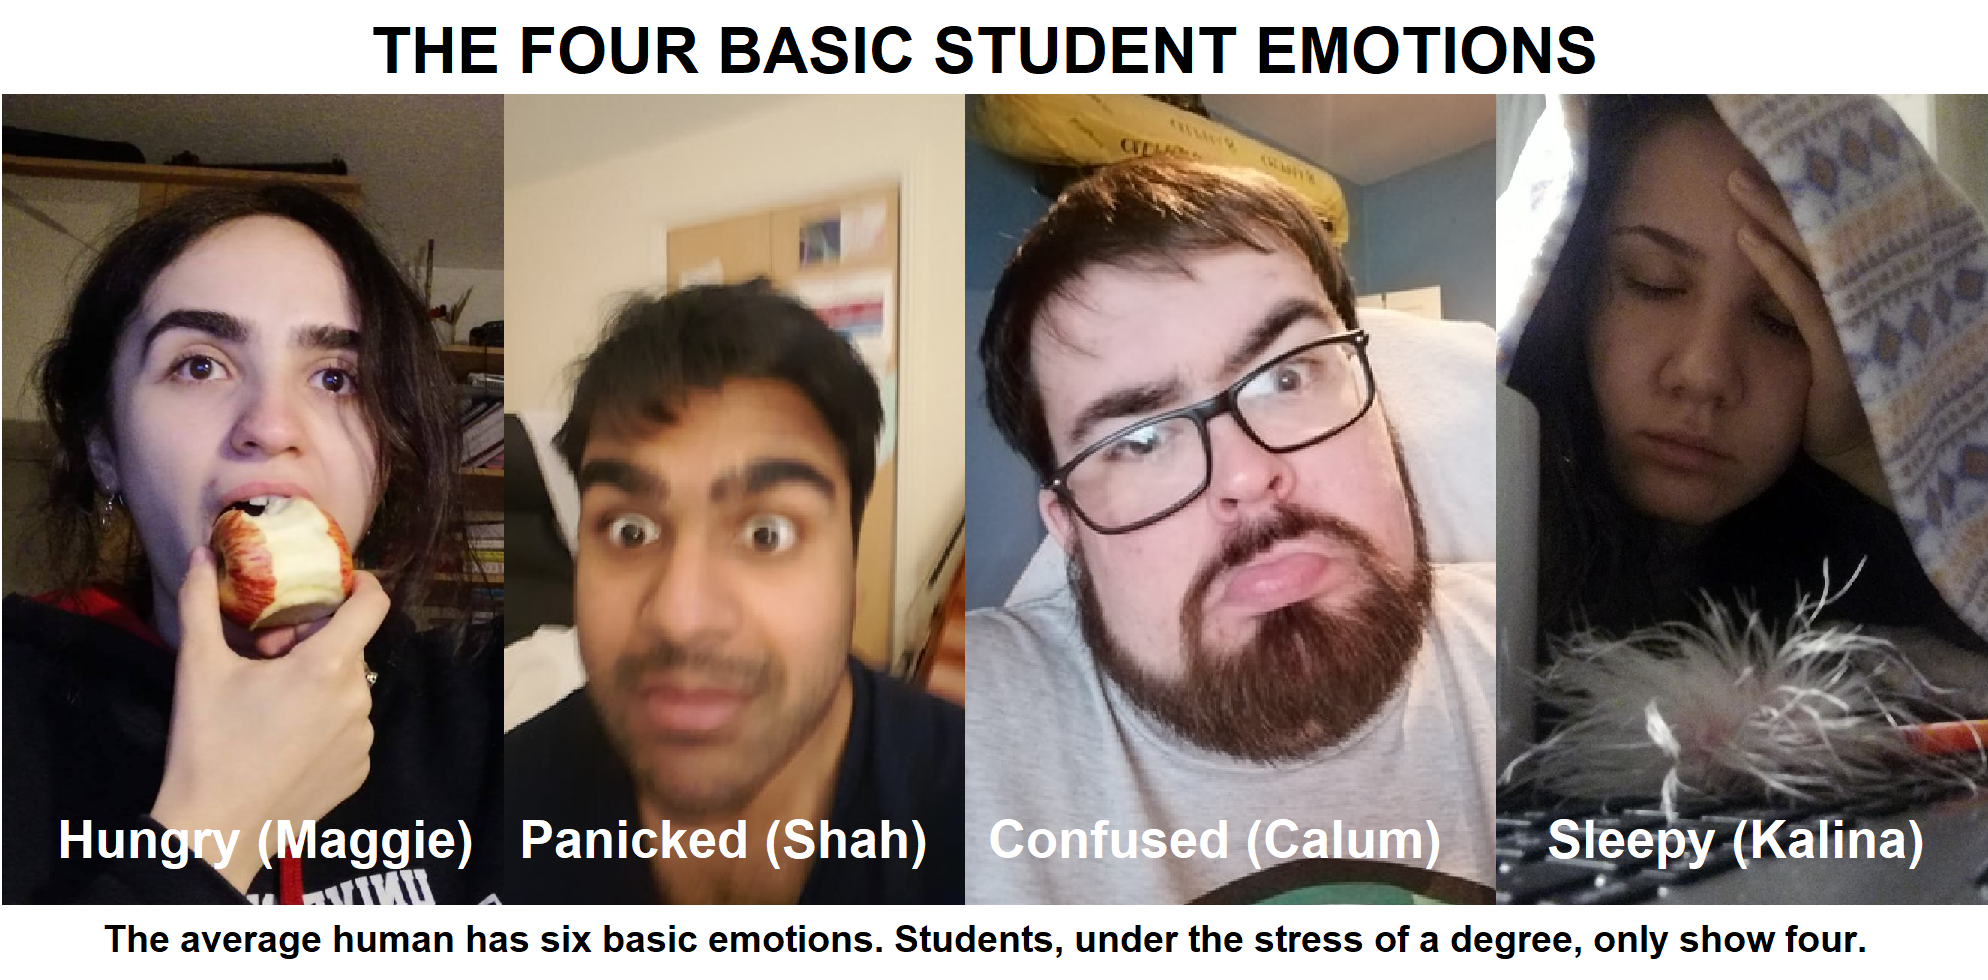 THE FOUR BASIC STUDENT EMOTIONS
Hungry (Maggie)
Panicked (Shah)
Confused (Calum)
Sleepy (Kalina)
The average human has six basic emotions. Students, under the stress of a degree, only show four.